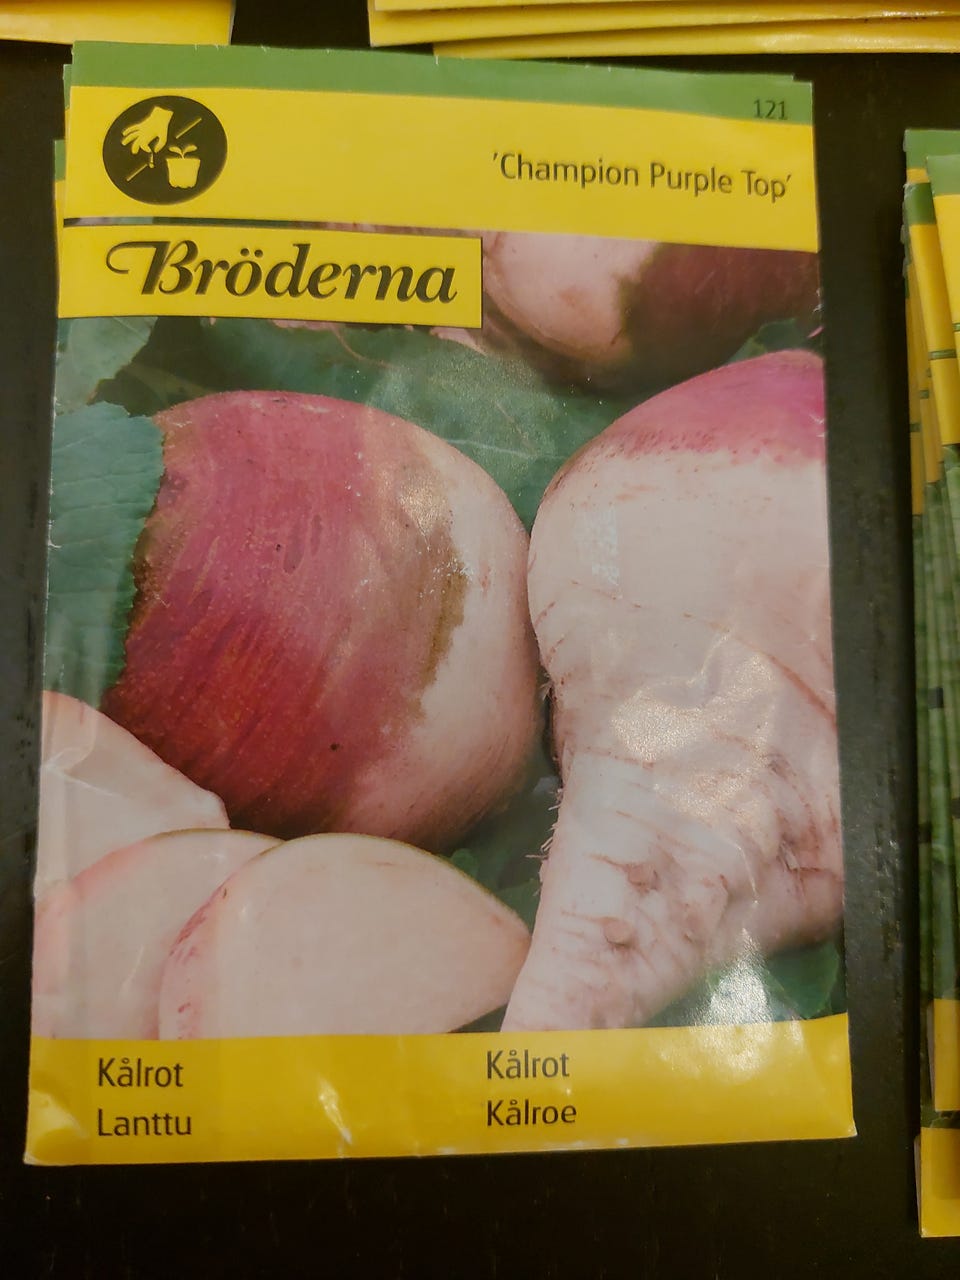 121
'Champion Purple Top'
Bröderna
Kålrot
Lanttu
Kålrot
Kålroe